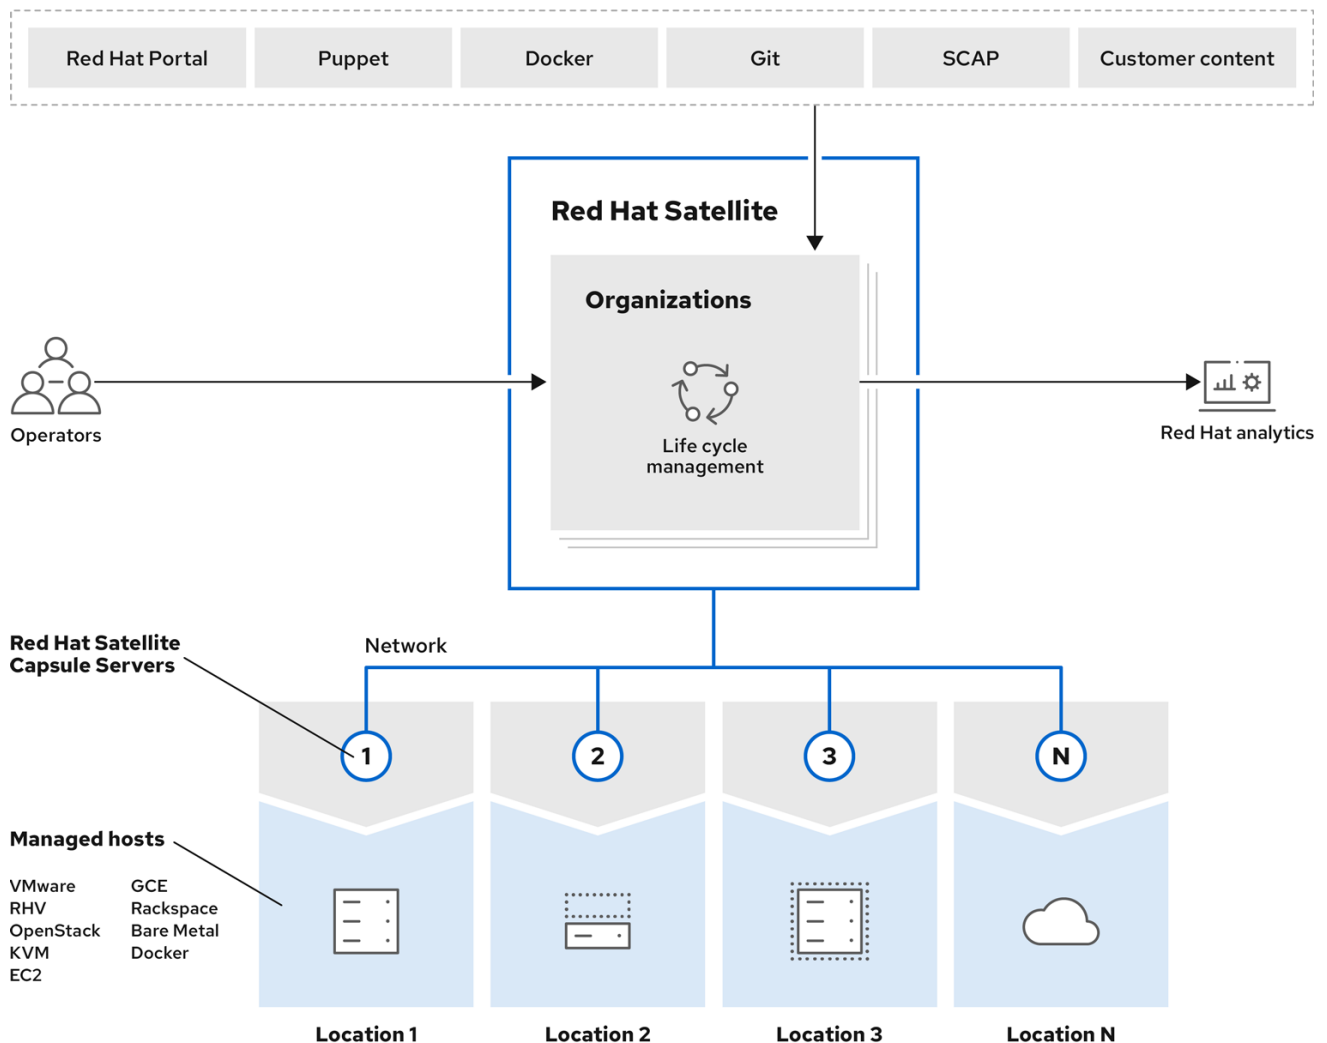 Red Hat Portal
Puppet
Docker
Git
SCAP
Customer content
Red Hat Satellite
Organizations
Life cycle
management
Operators
Red Hat analytics
Red Hat Satellite
Capsule Servers
Network
1
2
3
N
Managed hosts
VMware
RHV
OpenStack
KVM
EC2
GCE
Rackspace
Bare Metal
Docker
Location 1
Location 2
Location 3
Location N